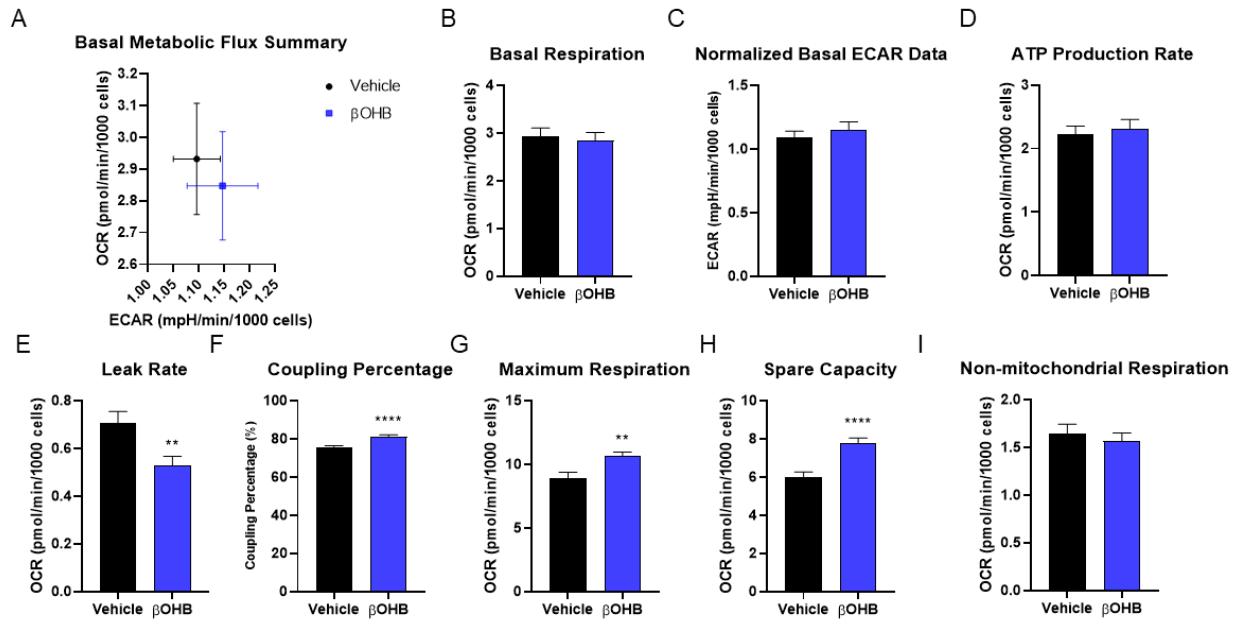 A
Basal Metabolic Flux Summary
OCR (pmol/min/1000 cells)
3.2
3.1
3.0
2.9
2.8
2.7
2.6
1.00
1.05
1.10
1.15
1.20
1.25
ECAR (mpH/min/1000 cells)
Vehicle
βOHB
B
Basal Respiration
OCR (pmol/min/1000 cells)
4
3
2
1
0
Vehicle βOHB
C
Normalized Basal ECAR Data
ECAR (mpH/min/1000 cells)
1.5
1.0
0.5
0.0
Vehicle βOHB
D
ATP Production Rate
OCR (pmol/min/1000 cells)
4
3
2
1
0
Vehicle βOHB
E
Leak Rate
OCR (pmol/min/1000 cells)
0.8
0.6
0.4
0.2
0.0
**
Vehicle βOHB
F
Coupling Percentage
Coupling Percentage (%)
100
80
60
40
20
0
****
Vehicle βOHB
G
Maximum Respiration
OCR (pmol/min/1000 cells)
15
10
5
0
**
Vehicle βOHB
H
Spare Capacity
OCR (pmol/min/1000 cells)
10
8
6
4
2
0
****
Vehicle βOHB
I
Non-mitochondrial Respiration
OCR (pmol/min/1000 cells)
2.0
1.5
1.0
0.5
0.0
Vehicle βOHB